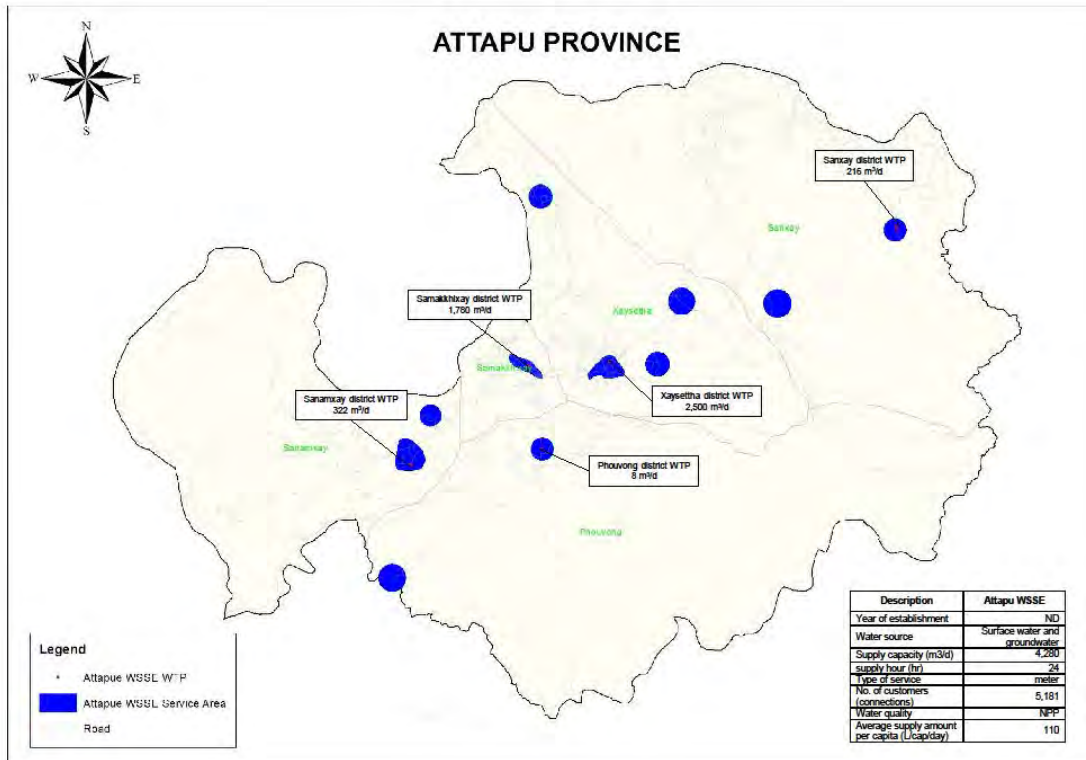 ATTAPU PROVINCE
N
W
E
S
Sanxay district WTP
216 m³/d
Sanxay
Samakkhixay district WTP
1,780 m³/d
Xaysettha
Samakkhixay
Xaysettha district WTP
2,500 m³/d
Sanamxay district WTP
322 m³/d
Sanamxay
Phouvong district WTP
8 m³/d
Phouvong
Legend
Attapue WSSE WTP
Attapue WSSE Service Area
Road
Description Attapu WSSE
Year of establishment ND
Water source Surface water and
groundwater
Supply capacity (m3/d) 4,280
supply hour (hr) 24
Type of service meter
No. of customers
(connections) 5,181
Water quality NPP
Average supply amount
per capita (L/cap/day) 110